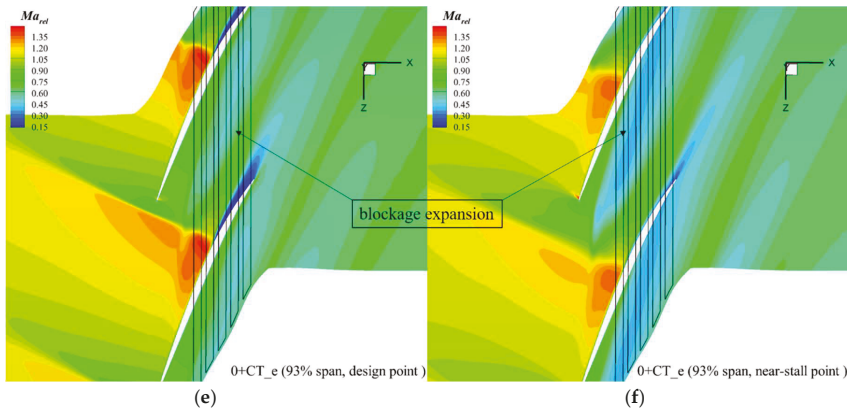 Ma_rel
1.35
1.20
1.05
0.90
0.75
0.60
0.45
0.30
0.15
X
Z
0+CT_e (93% span, design point )
(e)
blockage expansion
Ma_rel
1.35
1.20
1.05
0.90
0.75
0.60
0.45
0.30
0.15
X
Z
0+CT_e (93% span, near-stall point )
(f)